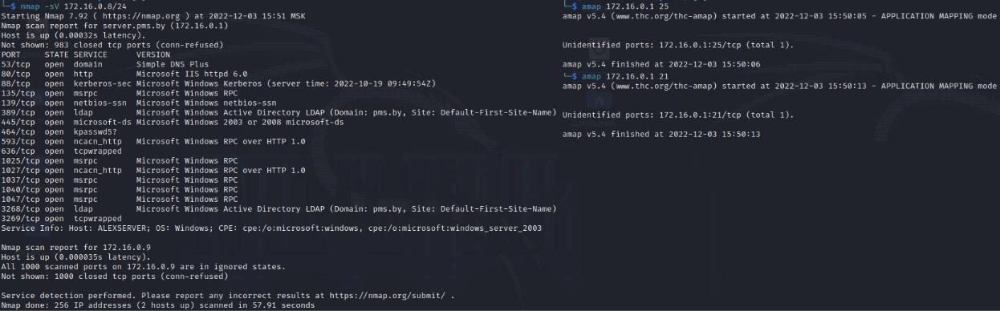 └─$ nmap -sV 172.16.0.8/24
Starting Nmap 7.92 ( https://nmap.org ) at 2022-12-03 15:51 MSK
Nmap scan report for server.pms.by (172.16.0.1)
Host is up (0.00032s latency).
Not shown: 983 closed tcp ports (conn-refused)
PORT     STATE SERVICE      VERSION
53/tcp   open  domain       Simple DNS Plus
80/tcp   open  http         Microsoft IIS httpd 6.0
88/tcp   open  kerberos-sec Microsoft Windows Kerberos (server time: 2022-10-19 09:49:54Z)
135/tcp  open  msrpc        Microsoft Windows RPC
139/tcp  open  netbios-ssn  Microsoft Windows netbios-ssn
389/tcp  open  ldap         Microsoft Windows Active Directory LDAP (Domain: pms.by, Site: Default-First-Site-Name)
445/tcp  open  microsoft-ds Microsoft Windows 2003 or 2008 microsoft-ds
464/tcp  open  kpasswd5?
593/tcp  open  ncacn_http   Microsoft Windows RPC over HTTP 1.0
636/tcp  open  tcpwrapped
1025/tcp open  msrpc        Microsoft Windows RPC
1027/tcp open  ncacn_http   Microsoft Windows RPC over HTTP 1.0
1037/tcp open  msrpc        Microsoft Windows RPC
1040/tcp open  msrpc        Microsoft Windows RPC
1047/tcp open  msrpc        Microsoft Windows RPC
3268/tcp open  ldap         Microsoft Windows Active Directory LDAP (Domain: pms.by, Site: Default-First-Site-Name)
3269/tcp open  tcpwrapped
Service Info: Host: ALEXSERVER; OS: Windows; CPE: cpe:/o:microsoft:windows, cpe:/o:microsoft:windows_server_2003
Nmap scan report for 172.16.0.9
Host is up (0.000035s latency).
All 1000 scanned ports on 172.16.0.9 are in ignored states.
Not shown: 1000 closed tcp ports (conn-refused)
Service detection performed. Please report any incorrect results at https://nmap.org/submit/ .
Nmap done: 256 IP addresses (2 hosts up) scanned in 57.91 seconds
└─$ amap 172.16.0.1 25
amap v5.4 (www.thc.org/thc-amap) started at 2022-12-03 15:50:05 - APPLICATION MAPPING mode
Unidentified ports: 172.16.0.1:25/tcp (total 1).
amap v5.4 finished at 2022-12-03 15:50:06
└─$ amap 172.16.0.1 21
amap v5.4 (www.thc.org/thc-amap) started at 2022-12-03 15:50:13 - APPLICATION MAPPING mode
Unidentified ports: 172.16.0.1:21/tcp (total 1).
amap v5.4 finished at 2022-12-03 15:50:13